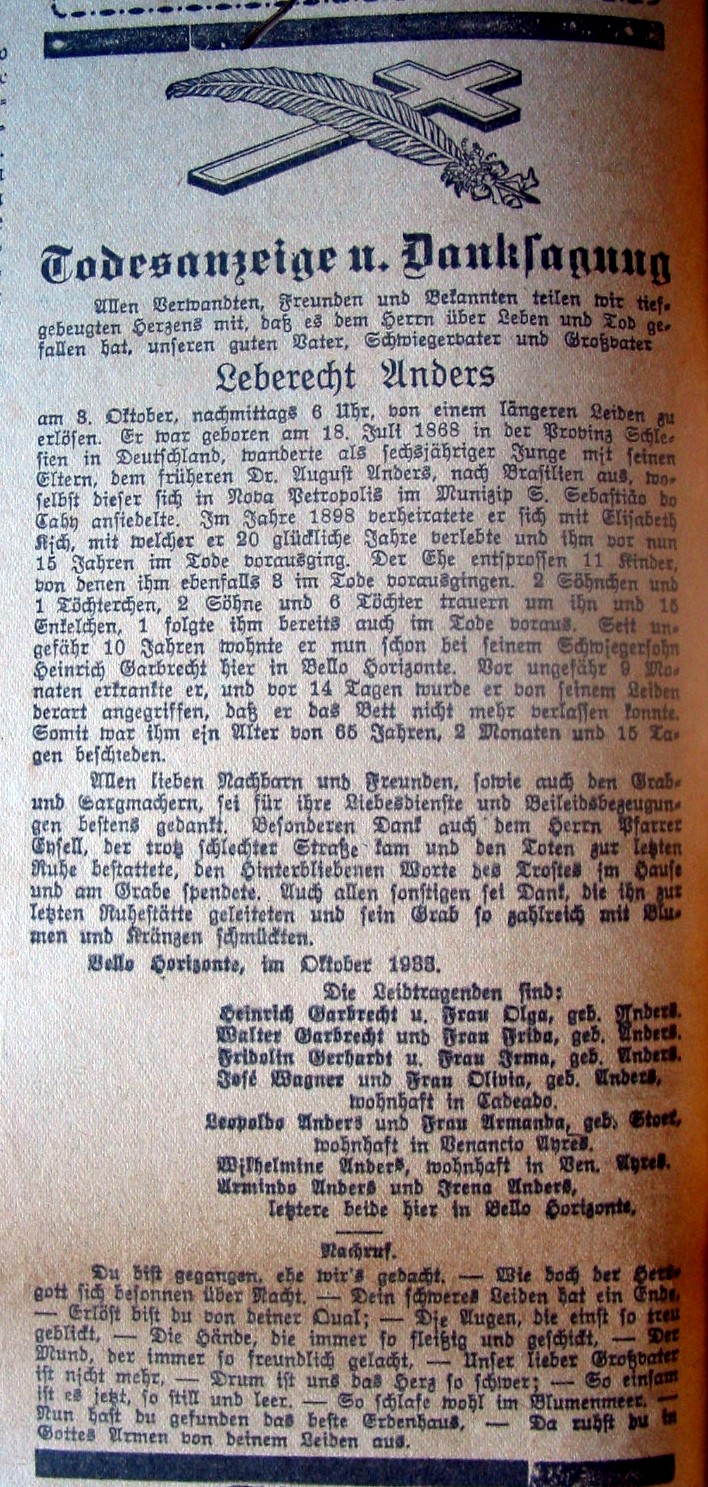 Todesanzeige u. Danksagung
Allen Verwandten, Freunden und Bekannten teilen wir tief-
gebeugten Herzens mit, daß es dem Herrn über Leben und Tod ge-
fallen hat, unseren guten Vater, Schwiegervater und Großvater
Leberecht Anders
am 3. Oktober, nachmittags 6 Uhr, von einem längeren Leiden zu
erlösen. Er war geboren am 18. Juli 1868 in der Provinz Schle-
sien in Deutschland, wanderte als sechsjähriger Junge mit seinen
Eltern, dem früheren Dr. August Anders, nach Brasilien aus, wo-
selbst dieser sich in Nova Petropolis im Munizip S. Sebastião do
Cahy ansiedelte. Im Jahre 1898 verheiratete er sich mit Elisabeth
Kich, mit welcher er 20 glückliche Jahre verlebte und ihm vor nun
15 Jahren im Tode vorausging. Der Ehe entsprossen 11 Kinder,
von denen ihm ebenfalls 3 im Tode vorausgingen. 2 Söhnchen und
1 Töchterchen, 2 Söhne und 6 Töchter trauern um ihn und 15
Enkelchen, 1 folgte ihm bereits auch im Tode voraus. Seit un-
gefähr 10 Jahren wohnte er nun schon bei seinem Schwiegersohn
Heinrich Garbrecht hier in Bello Horizonte. Vor ungefähr 9 Mo-
naten erkrankte er, und vor 14 Tagen wurde er von seinem Leiden
derart angegriffen, daß er das Bett nicht mehr verlassen konnte.
Somit war ihm ein Alter von 65 Jahren, 2 Monaten und 15 Ta-
gen beschieden.
Allen lieben Nachbarn und Freunden, sowie auch den Grab-
und Sargmachern, sei für ihre Liebesdienste und Beileidsbezeugun-
gen bestens gedankt. Besonderen Dank auch dem Herrn Pfarrer
Eysell, der trotz schlechter Straße kam und den Toten zur letzten
Ruhe bestattete, den Hinterbliebenen Worte des Trostes im Hause
und am Grabe spendete. Auch allen sonstigen sei Dank, die ihn zur
letzten Ruhestätte geleiteten und sein Grab so zahlreich mit Blu-
men und Kränzen schmückten.
Bello Horizonte, im Oktober 1933.
Die Leidtragenden sind:
Heinrich Garbrecht u. Frau Olga, geb. Anders.
Walter Garbrecht und Frau Frida, geb. Anders.
Fridolin Gerhardt u. Frau Irma, geb. Anders.
José Wagner und Frau Olivia, geb. Anders,
wohnhaft in Cadeado.
Leopoldo Anders und Frau Armanda, geb. Stoef,
wohnhaft in Venancio Ayres.
Wilhelmine Anders, wohnhaft in Ven. Ayres.
Armindo Anders und Irena Anders,
letztere beide hier in Bello Horizonte.
Nachruf.
Du bist gegangen, ehe wir's gedacht. — Wie doch der Herr-
gott sich besonnen über Nacht. — Dein schweres Leiden hat ein Ende,
— Erlöst bist du von deiner Qual; — Die Augen, die einst so treu
geblickt, — Die Hände, die immer so fleißig und geschickt, — Der
Mund, der immer so freundlich gelacht, — Unser lieber Großvater
ist nicht mehr, — Drum ist uns das Herz so schwer; — So einsam
ist es jetzt, so still und leer. — So schlafe wohl im Blumenmeer. —
Nun hast du gefunden das beste Erdenhaus, — Da ruhst du in
Gottes Armen von deinem Leiden aus.